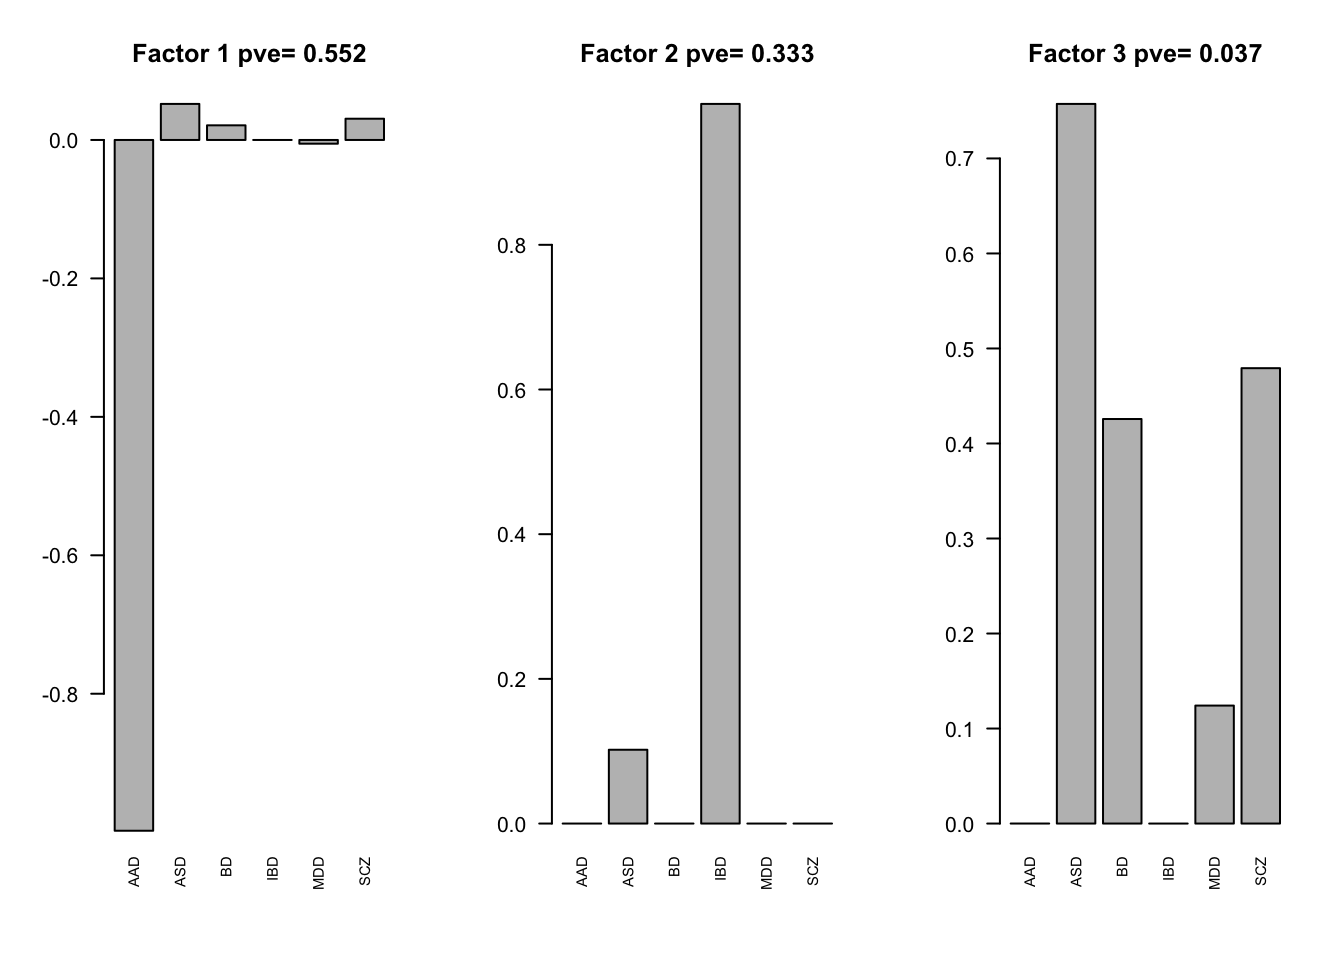 Factor 1 pve= 0.552
0.0
-0.2
-0.4
-0.6
-0.8
AAD
ASD
BD
IBD
MDD
SCZ
Factor 2 pve= 0.333
0.8
0.6
0.4
0.2
0.0
AAD
ASD
BD
IBD
MDD
SCZ
Factor 3 pve= 0.037
0.7
0.6
0.5
0.4
0.3
0.2
0.1
0.0
AAD
ASD
BD
IBD
MDD
SCZ